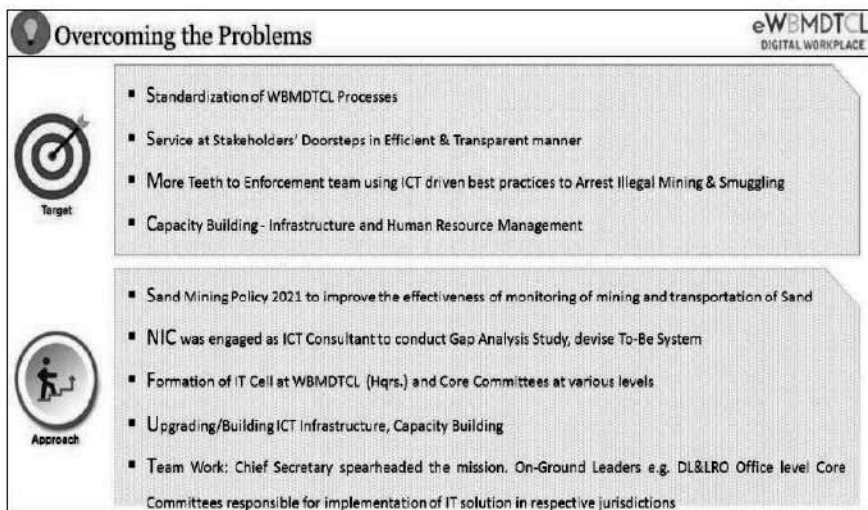 Overcoming the Problems
eWBMDTCL
DIGITAL WORKPLACE
Target
▪ Standardization of WBMDTCL Processes
▪ Service at Stakeholders' Doorsteps in Efficient & Transparent manner
▪ More Teeth to Enforcement team using ICT driven best practices to Arrest Illegal Mining & Smuggling
▪ Capacity Building - Infrastructure and Human Resource Management
Approach
▪ Sand Mining Policy 2021 to improve the effectiveness of monitoring of mining and transportation of Sand
▪ NIC was engaged as ICT Consultant to conduct Gap Analysis Study, devise To-Be System
▪ Formation of IT Cell at WBMDTCL (Hqrs.) and Core Committees at various levels
▪ Upgrading/Building ICT Infrastructure, Capacity Building
▪ Team Work: Chief Secretary spearheaded the mission. On-Ground Leaders e.g. DL&LRO Office level Core
Committees responsible for implementation of IT solution in respective jurisdictions